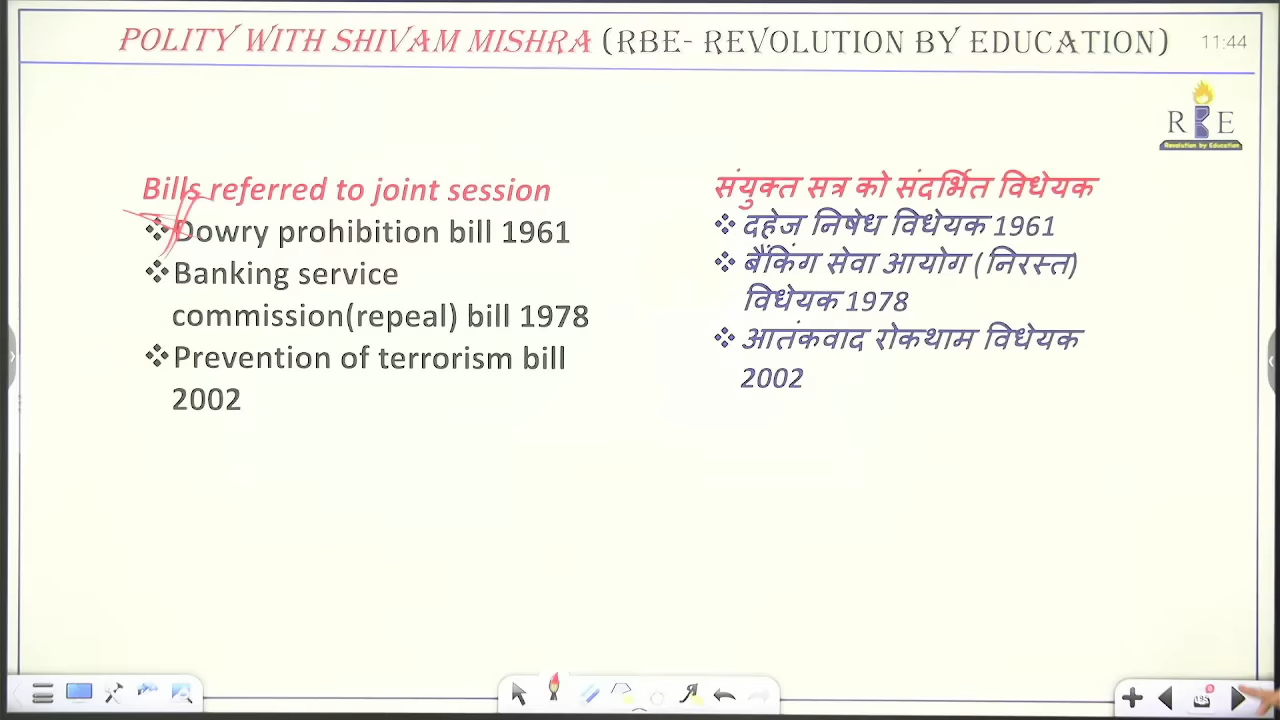 POLITY WITH SHIVAM MISHRA (RBE- REVOLUTION BY EDUCATION)
11:44
RBE
Revolution by Education
Bills referred to joint session
❖Dowry prohibition bill 1961
❖Banking service
commission(repeal) bill 1978
❖Prevention of terrorism bill
2002
संयुक्त सत्र को संदर्भित विधेयक
❖दहेज निषेध विधेयक 1961
❖बैंकिंग सेवा आयोग (निरस्त)
विधेयक 1978
❖आतंकवाद रोकथाम विधेयक
2002